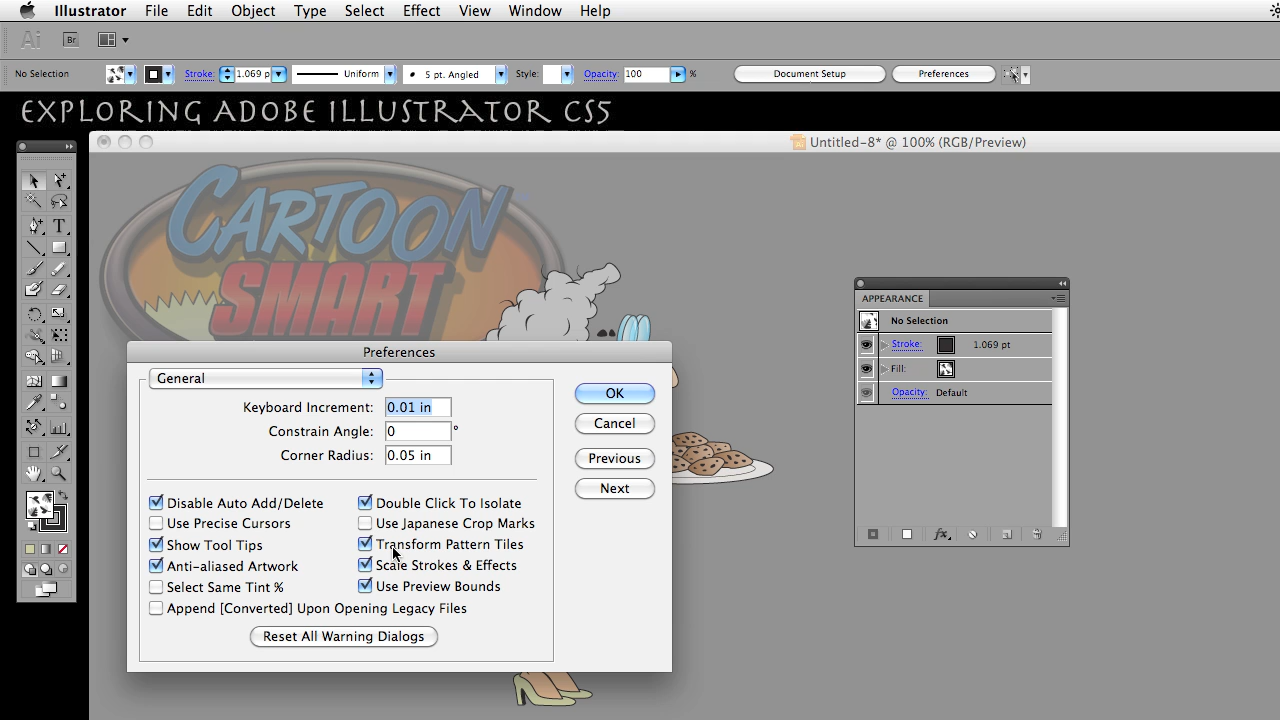 Illustrator File Edit Object Type Select Effect View Window Help
Ai Br
No Selection Stroke: 1.069 p Uniform 5 pt. Angled Style: Opacity: 100 % Document Setup Preferences
EXPLORING ADOBE ILLUSTRATOR CS5
Untitled-8* @ 100% (RGB/Preview)
CARTOON
SMART
APPEARANCE
No Selection
Stroke: 1.069 pt
Fill:
Opacity: Default
fx
T
Preferences
General
Keyboard Increment: 0.01 in
Constrain Angle: 0 °
Corner Radius: 0.05 in
OK
Cancel
Previous
Next
Disable Auto Add/Delete Double Click To Isolate
Use Precise Cursors Use Japanese Crop Marks
Show Tool Tips Transform Pattern Tiles
Anti-aliased Artwork Scale Strokes & Effects
Select Same Tint % Use Preview Bounds
Append [Converted] Upon Opening Legacy Files
Reset All Warning Dialogs